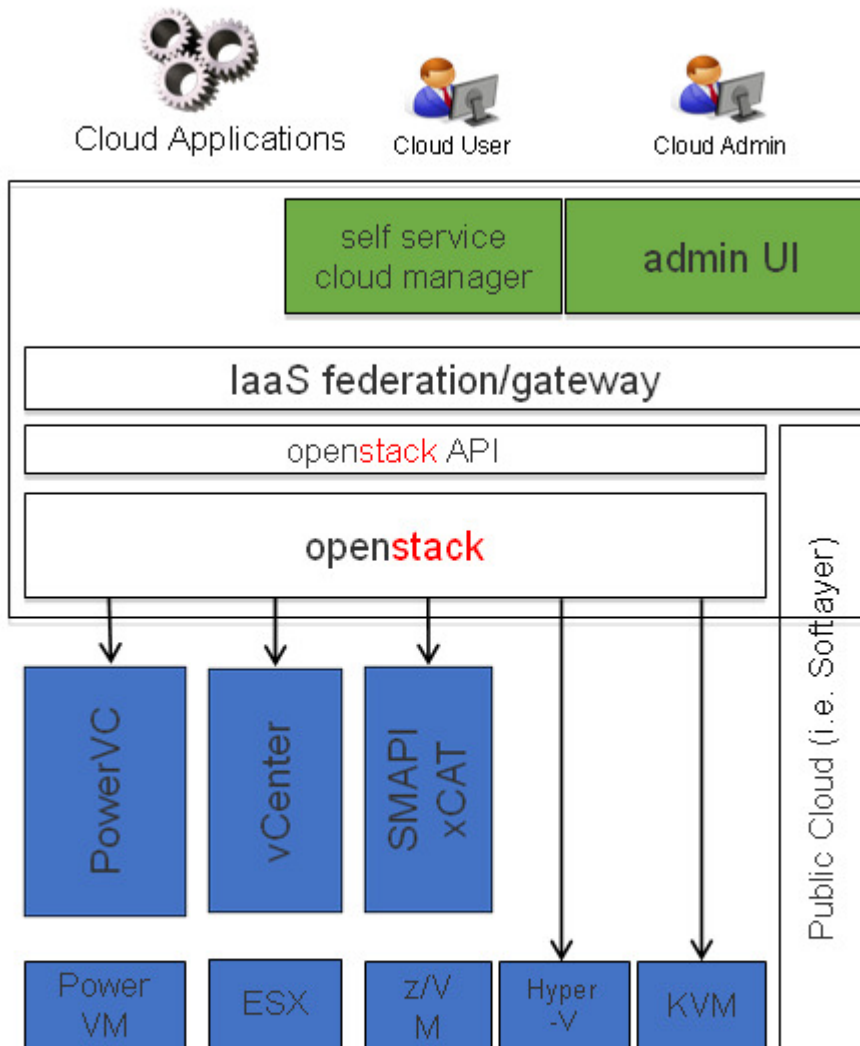 Cloud Applications
Cloud User
Cloud Admin
self service
cloud manager
admin UI
IaaS federation/gateway
openstack API
openstack
PowerVC
vCenter
SMAPI
xCAT
Public Cloud (i.e. Softlayer)
Power
VM
ESX
z/V
M
Hyper
-V
KVM